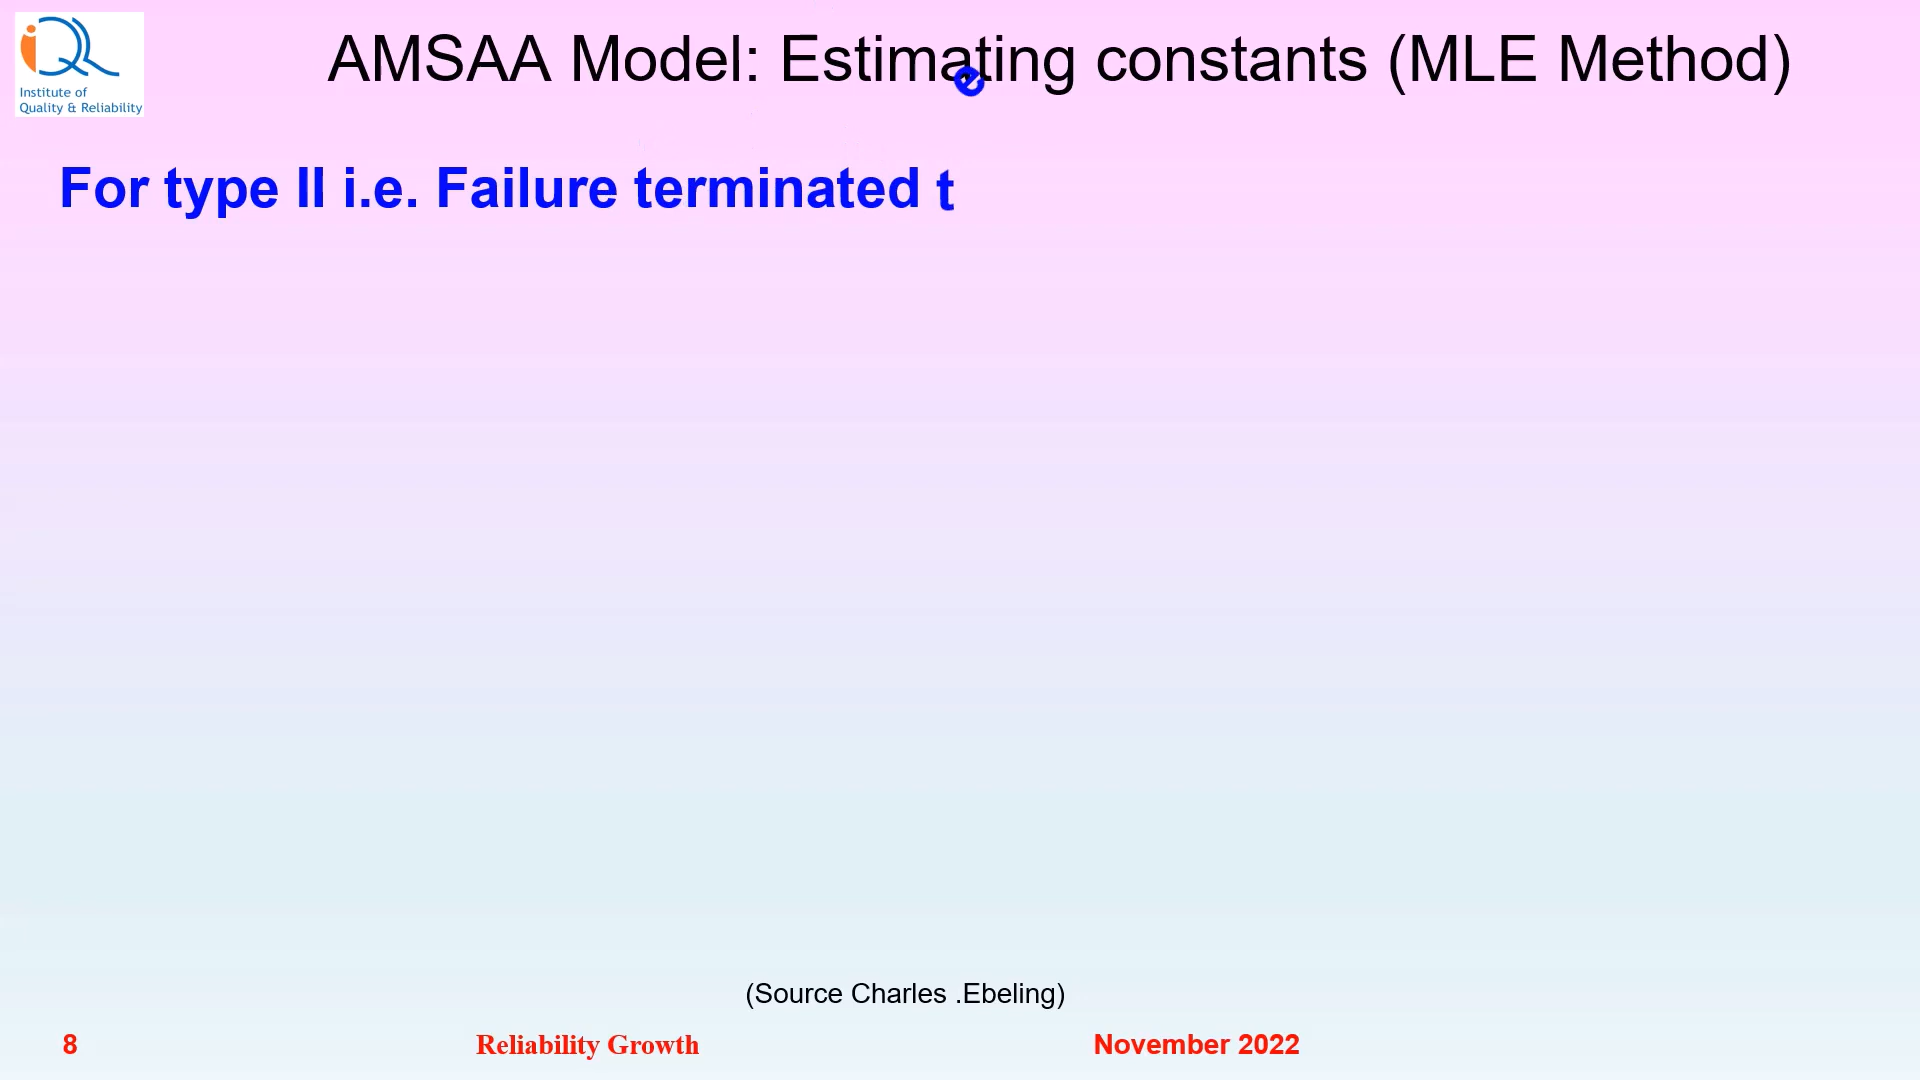 Institute of
Quality & Reliability
AMSAA Model: Estimating constants (MLE Method)
For type II i.e. Failure terminated t
e
(Source Charles .Ebeling)
8 Reliability Growth November 2022